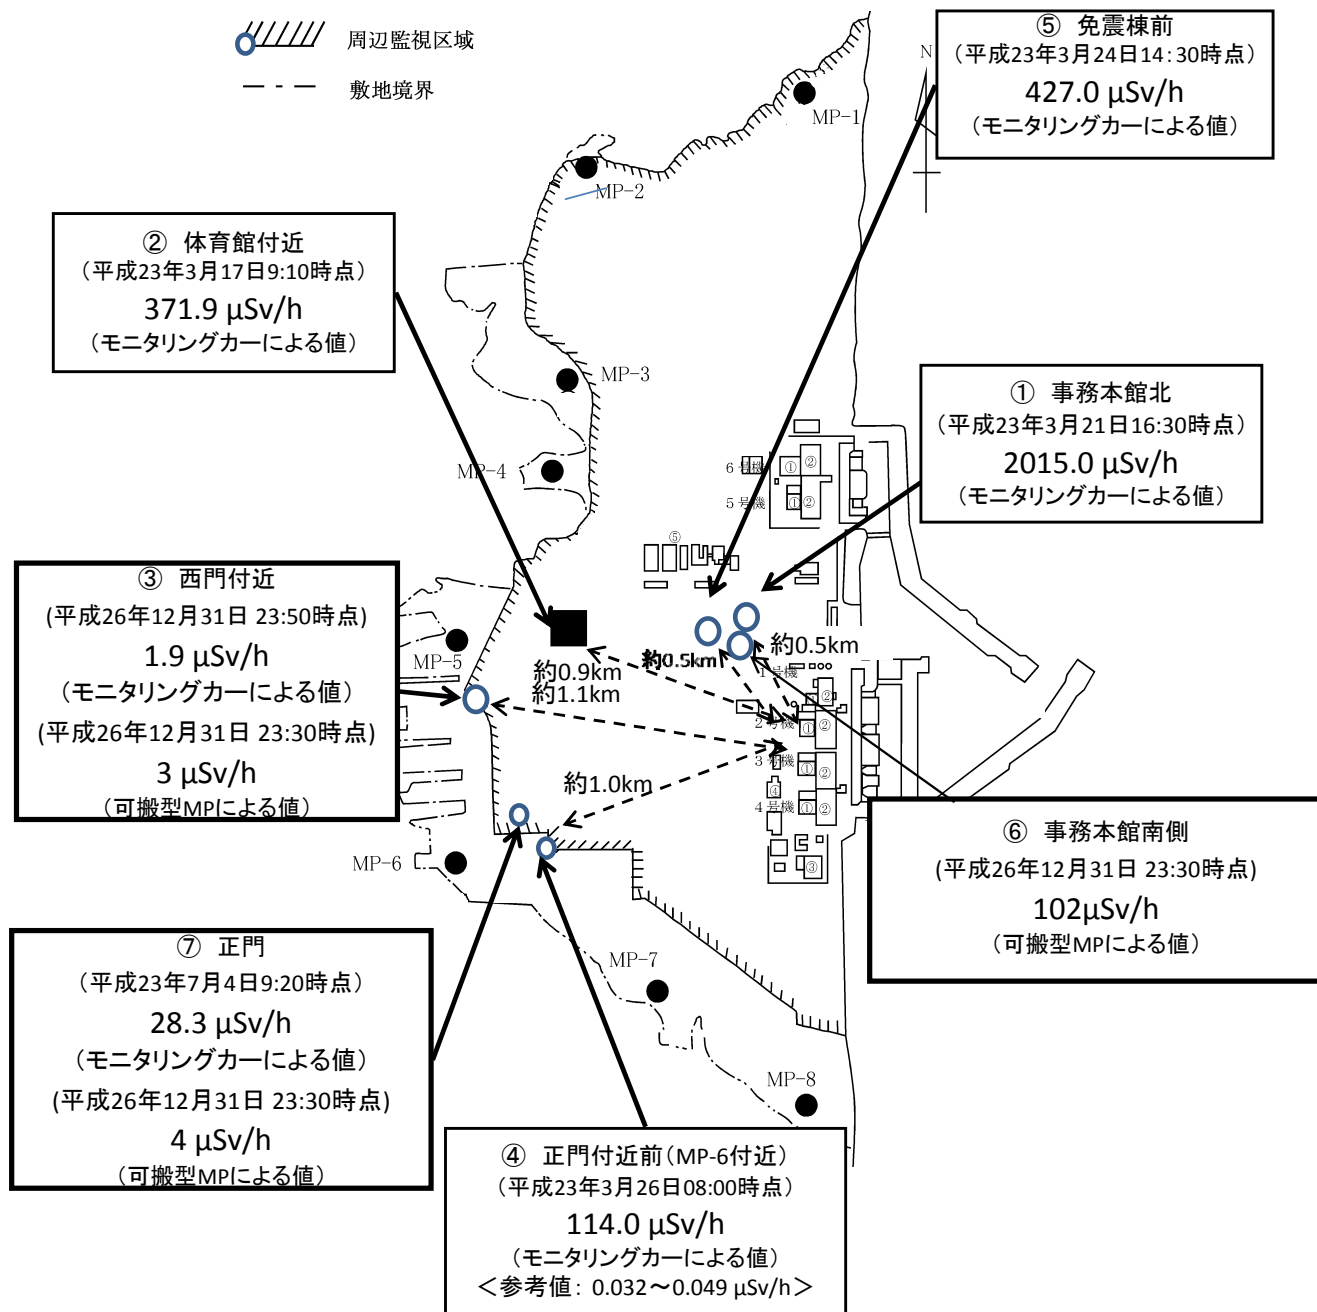 周辺監視区域
敷地境界
⑤ 免震棟前
(平成23年3月24日14:30時点)
427.0 μSv/h
(モニタリングカーによる値)
N
MP-1
MP-2
② 体育館付近
(平成23年3月17日9:10時点)
371.9 μSv/h
(モニタリングカーによる値)
MP-3
MP-4
① 事務本館北
(平成23年3月21日16:30時点)
2015.0 μSv/h
(モニタリングカーによる値)
6号機
①
②
5号機
①
②
⑤
③ 西門付近
(平成26年12月31日 23:50時点)
1.9 μSv/h
(モニタリングカーによる値)
(平成26年12月31日 23:30時点)
3 μSv/h
(可搬型MPによる値)
MP-5
約0.9km
約1.1km
約0.5km
約0.5km
1号機
②
2号機
①
②
3号機
①
②
④
4号機
①
②
③
約1.0km
MP-6
⑥ 事務本館南側
(平成26年12月31日 23:30時点)
102μSv/h
(可搬型MPによる値)
⑦ 正門
(平成23年7月4日9:20時点)
28.3 μSv/h
(モニタリングカーによる値)
(平成26年12月31日 23:30時点)
4 μSv/h
(可搬型MPによる値)
MP-7
MP-8
④ 正門付近前(MP-6付近)
(平成23年3月26日08:00時点)
114.0 μSv/h
(モニタリングカーによる値)
<参考値: 0.032~0.049 μSv/h>